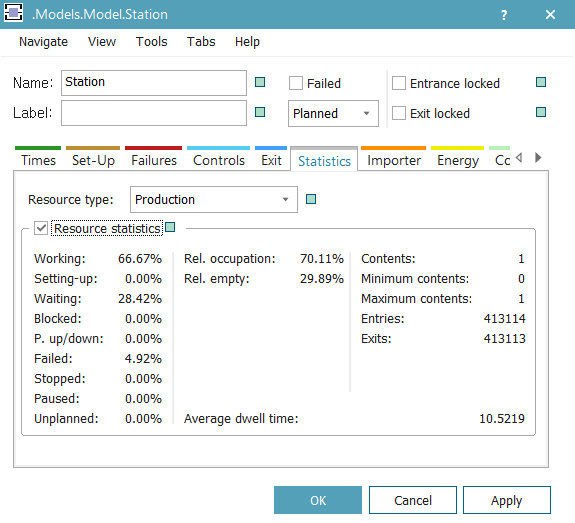 .Models.Model.Station ? ×
Navigate View Tools Tabs Help
Name: Station Failed Entrance locked
Label: Planned Exit locked
Times Set-Up Failures Controls Exit Statistics Importer Energy Cc
Resource type: Production
Resource statistics
Working: 66.67% Rel. occupation: 70.11% Contents: 1
Setting-up: 0.00% Rel. empty: 29.89% Minimum contents: 0
Waiting: 28.42% Maximum contents: 1
Blocked: 0.00% Entries: 413114
P. up/down: 0.00% Exits: 413113
Failed: 4.92%
Stopped: 0.00%
Paused: 0.00%
Unplanned: 0.00% Average dwell time: 10.5219
OK Cancel Apply